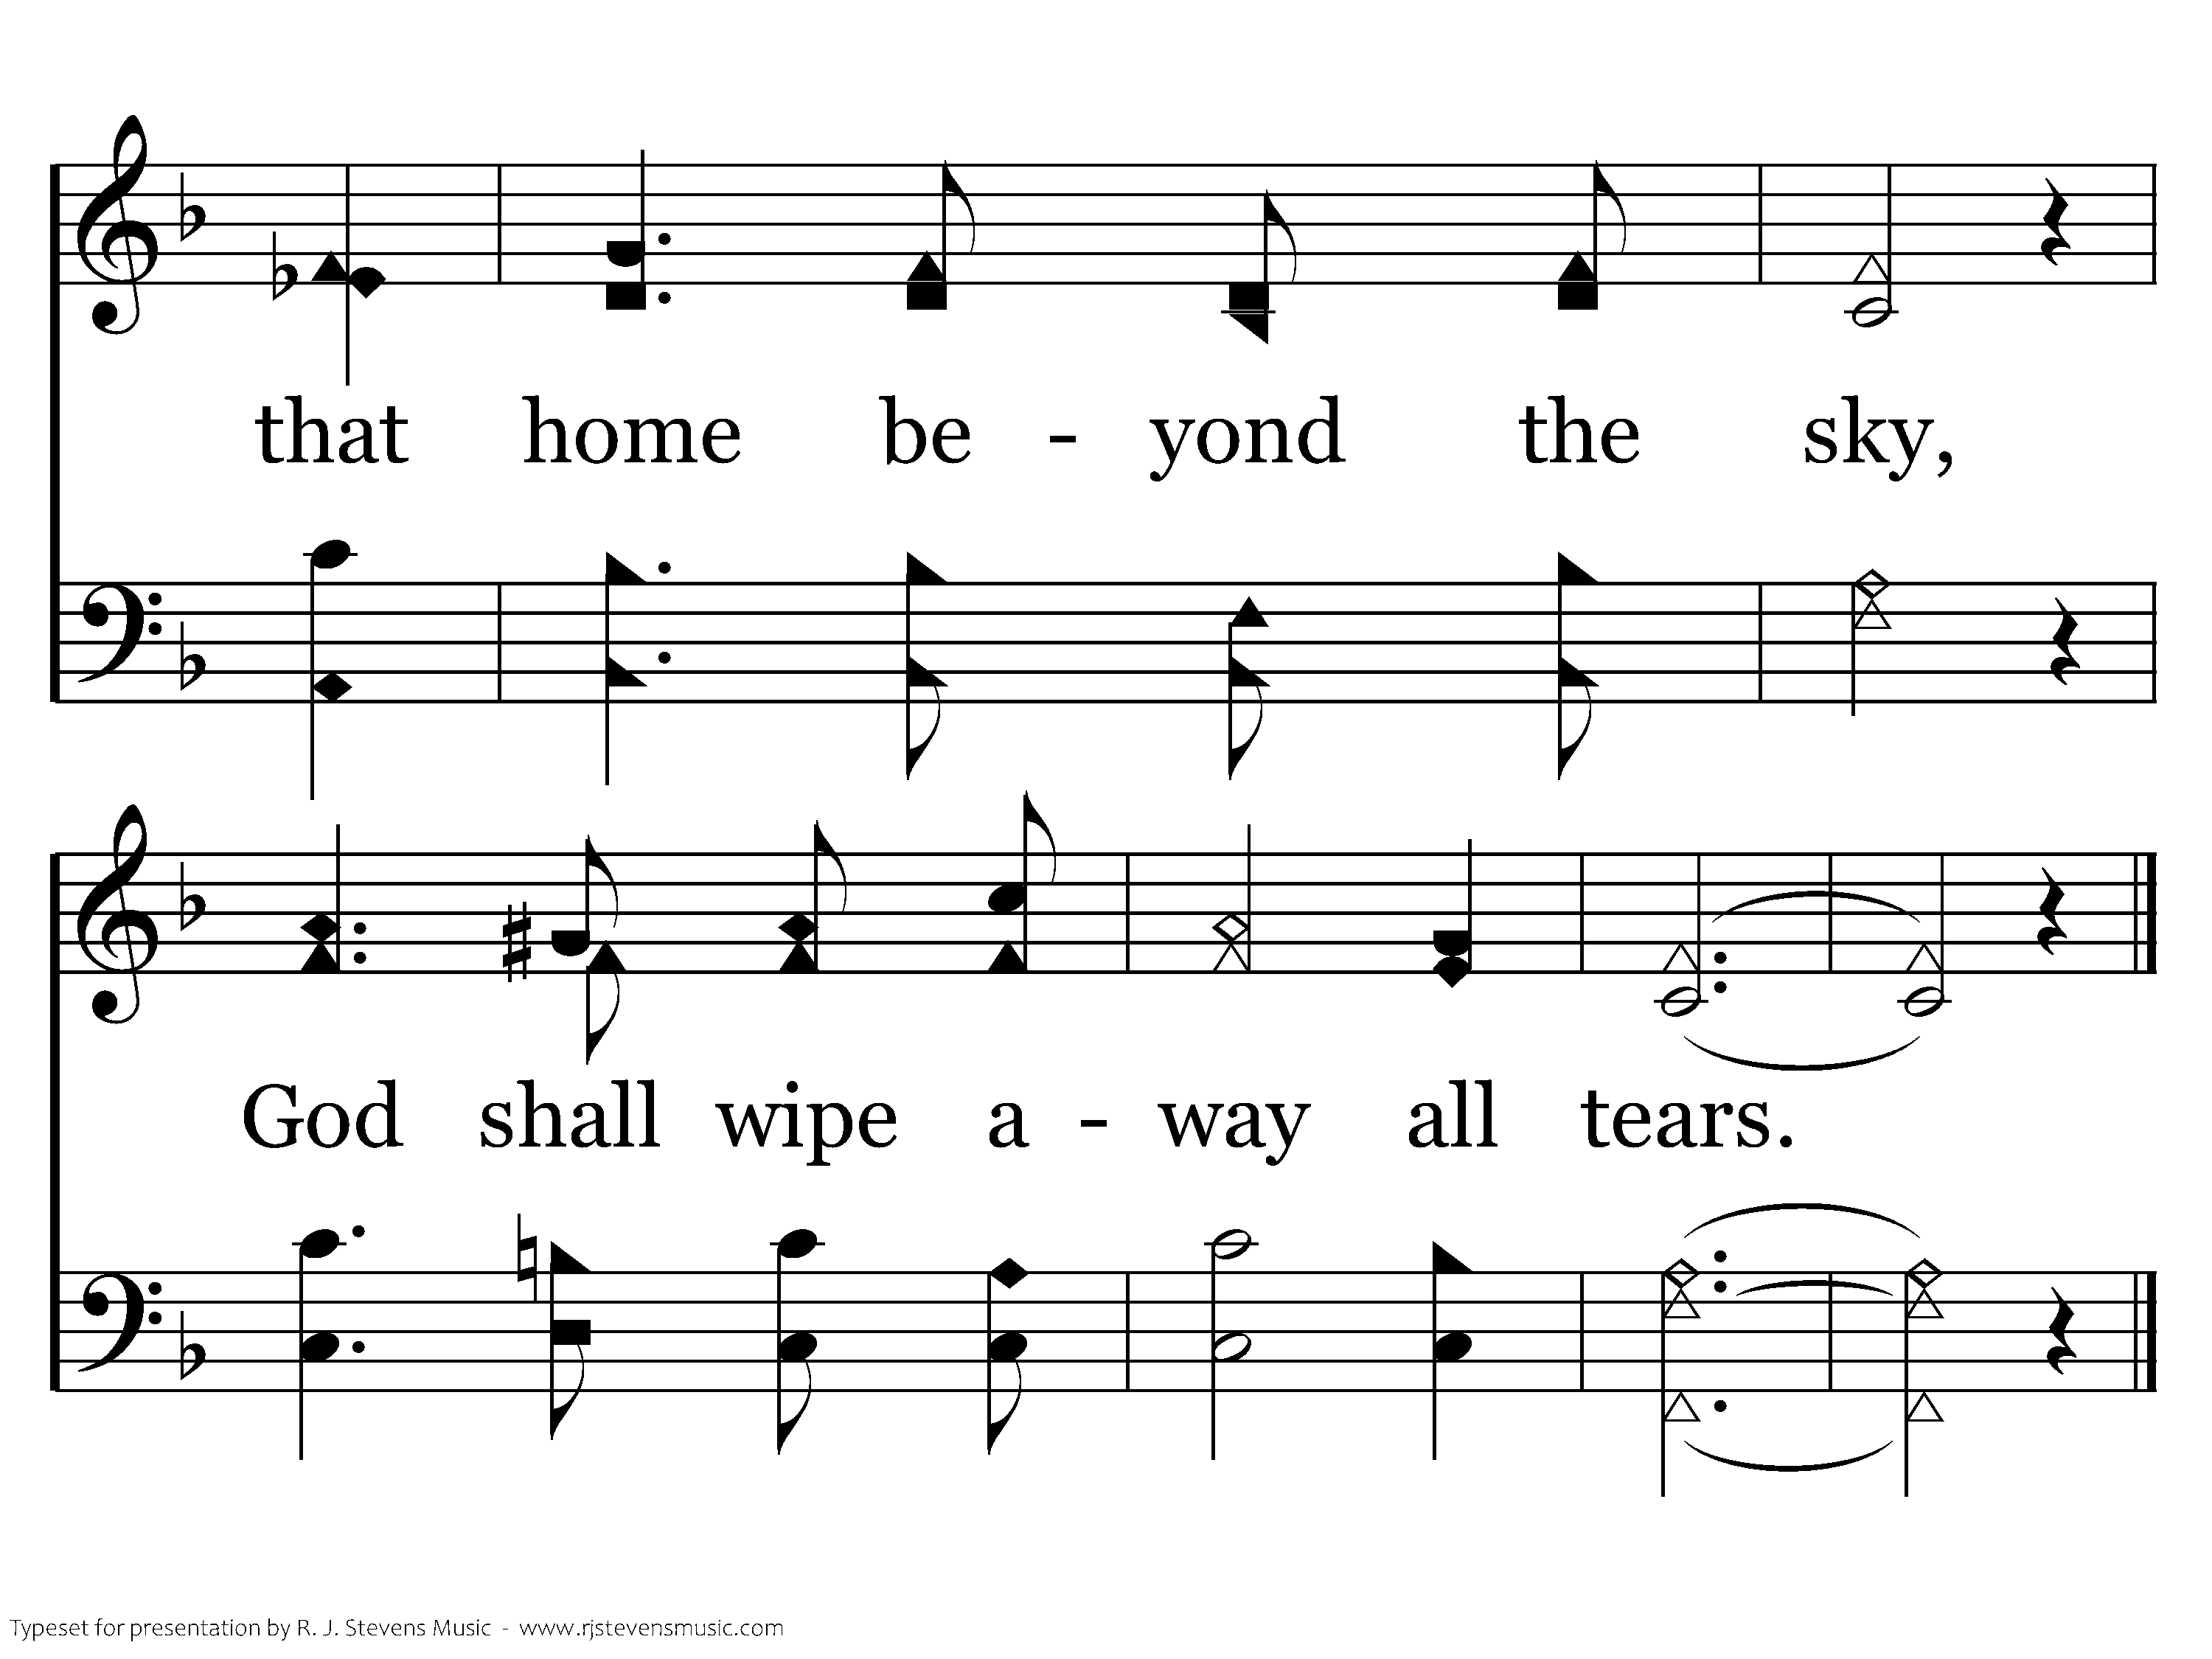 that home be - yond the sky,
God shall wipe a - way all tears.
Typeset for presentation by R. J. Stevens Music - www.rjstevensmusic.com